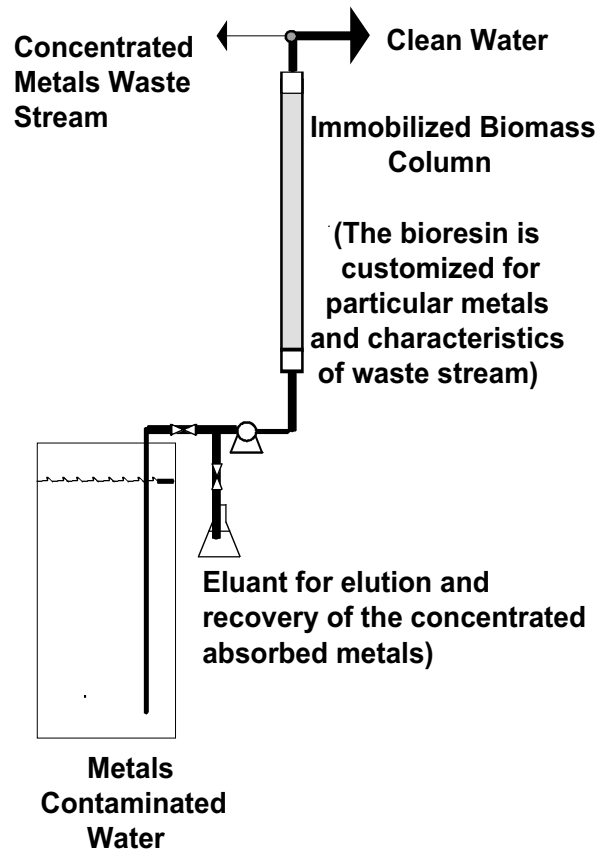 Concentrated
Metals Waste
Stream
Clean Water
Immobilized Biomass
Column
(The bioresin is
customized for
particular metals
and characteristics
of waste stream)
Eluant for elution and
recovery of the concentrated
absorbed metals)
Metals
Contaminated
Water